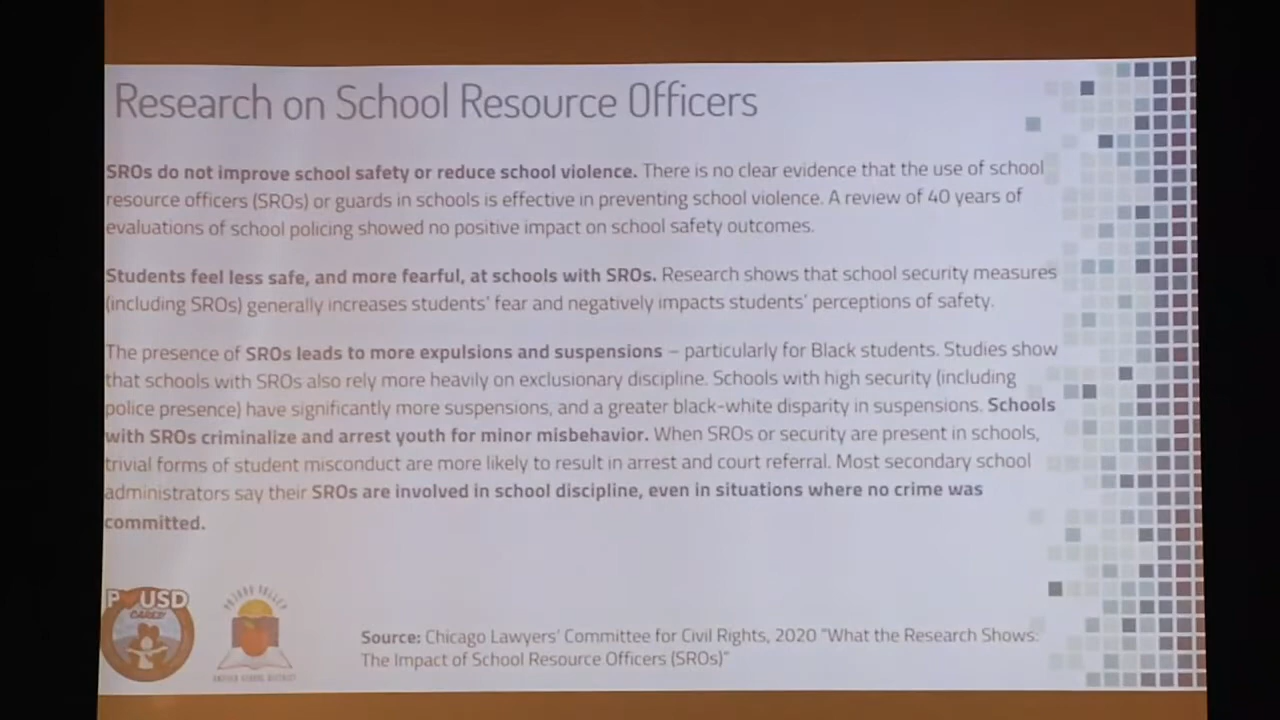 Research on School Resource Officers
SROs do not improve school safety or reduce school violence. There is no clear evidence that the use of school
resource officers (SROs) or guards in schools is effective in preventing school violence. A review of 40 years of
evaluations of school policing showed no positive impact on school safety outcomes.
Students feel less safe, and more fearful, at schools with SROs. Research shows that school security measures
(including SROs) generally increases students' fear and negatively impacts students' perceptions of safety.
The presence of SROs leads to more expulsions and suspensions – particularly for Black students. Studies show
that schools with SROs also rely more heavily on exclusionary discipline. Schools with high security (including
police presence) have significantly more suspensions, and a greater black-white disparity in suspensions. Schools
with SROs criminalize and arrest youth for minor misbehavior. When SROs or security are present in schools,
trivial forms of student misconduct are more likely to result in arrest and court referral. Most secondary school
administrators say their SROs are involved in school discipline, even in situations where no crime was
committed.
P USD
CARES!
PAJARO VALLEY
UNIFIED SCHOOL DISTRICT
Source: Chicago Lawyers' Committee for Civil Rights, 2020 "What the Research Shows:
The Impact of School Resource Officers (SROs)"